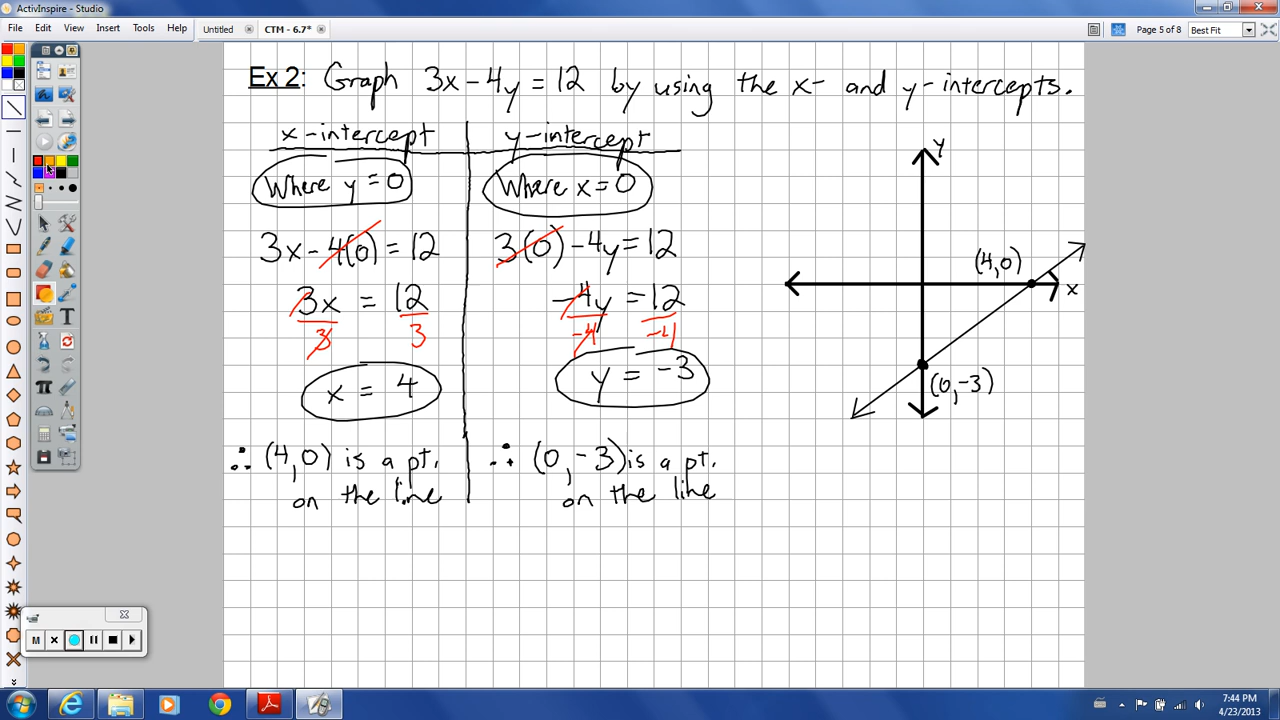 ActivInspire - Studio
File Edit View Insert Tools Help
Untitled
CTM - 6.7*
Page 5 of 8
Best Fit
Ex 2: Graph 3x - 4y = 12 by using the x- and y-intercepts.
x-intercept
Where y = 0
3x - 4(0) = 12
3x = 12
3 3
x = 4
∴ (4,0) is a pt.
on the line
y-intercept
Where x = 0
3(0) - 4y = 12
-4y = 12
-4 -4
y = -3
∴ (0,-3) is a pt.
on the line
y
(4,0)
x
(0,-3)
M
7:44 PM
4/23/2013